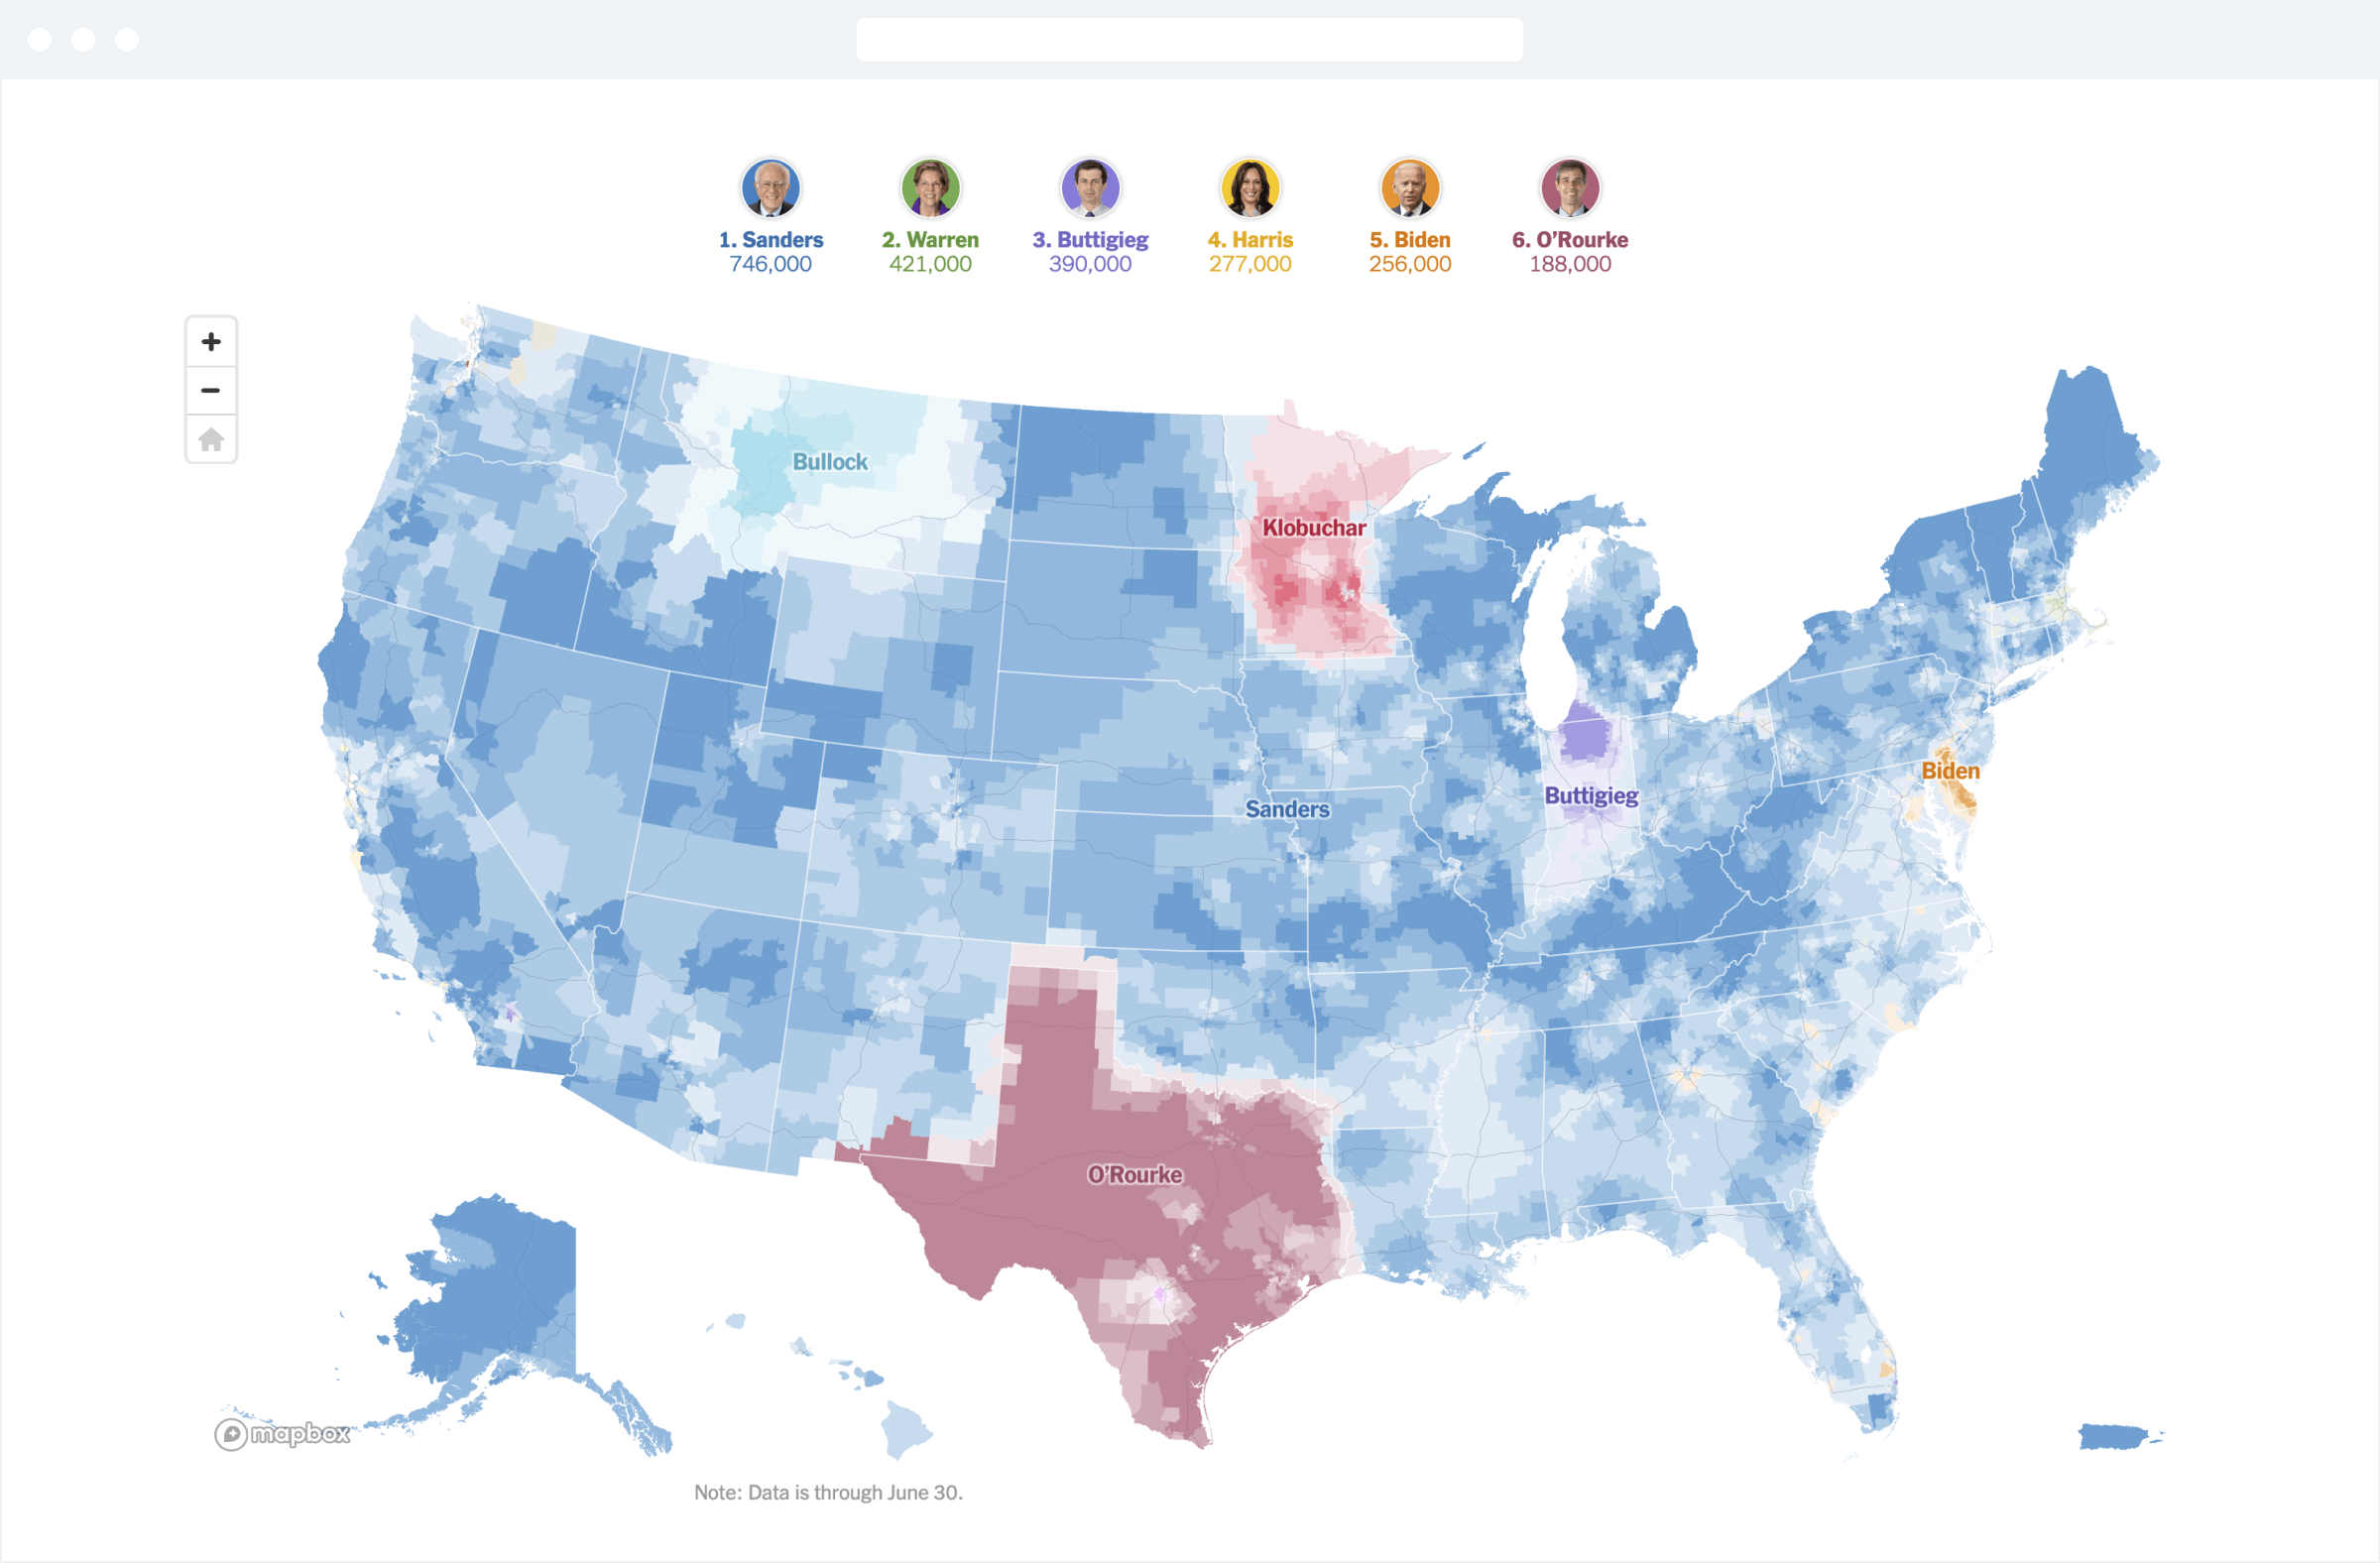 1. Sanders
746,000
2. Warren
421,000
3. Buttigieg
390,000
4. Harris
277,000
5. Biden
256,000
6. O’Rourke
188,000
+
−
Bullock
Klobuchar
Biden
Buttigieg
Sanders
O’Rourke
mapbox
Note: Data is through June 30.